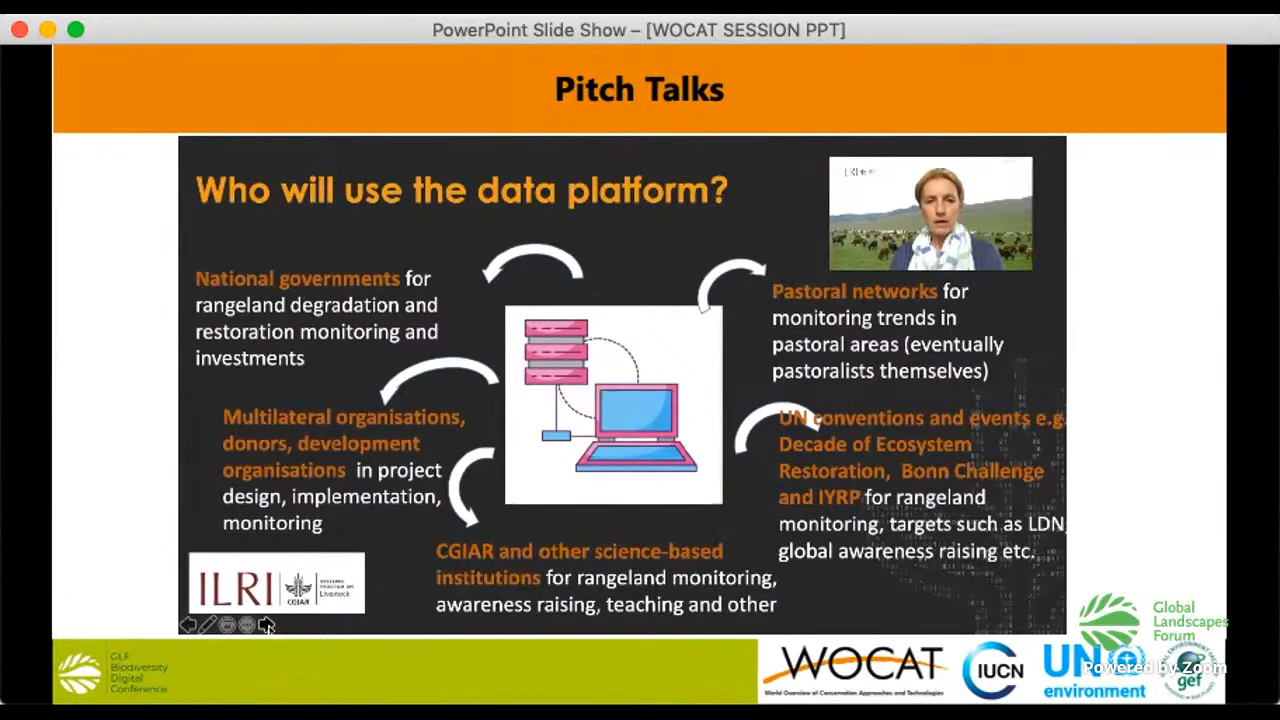 PowerPoint Slide Show – [WOCAT SESSION PPT]
Pitch Talks
Who will use the data platform?
ILRI
National governments for
rangeland degradation and
restoration monitoring and
investments
Pastoral networks for
monitoring trends in
pastoral areas (eventually
pastoralists themselves)
Multilateral organisations,
donors, development
organisations in project
design, implementation,
monitoring
UN conventions and events e.g.
Decade of Ecosystem
Restoration, Bonn Challenge
and IYRP for rangeland
monitoring, targets such as LDN,
global awareness raising etc.
CGIAR and other science-based
institutions for rangeland monitoring,
awareness raising, teaching and other
ILRI
CGIAR
RESEARCH
PROGRAM ON
Livestock
Global
Landscapes
Forum
Powered by Zoom
GLF
Biodiversity
Digital
Conference
WOCAT
World Overview of Conservation Approaches and Technologies
IUCN
UN
environment
gef